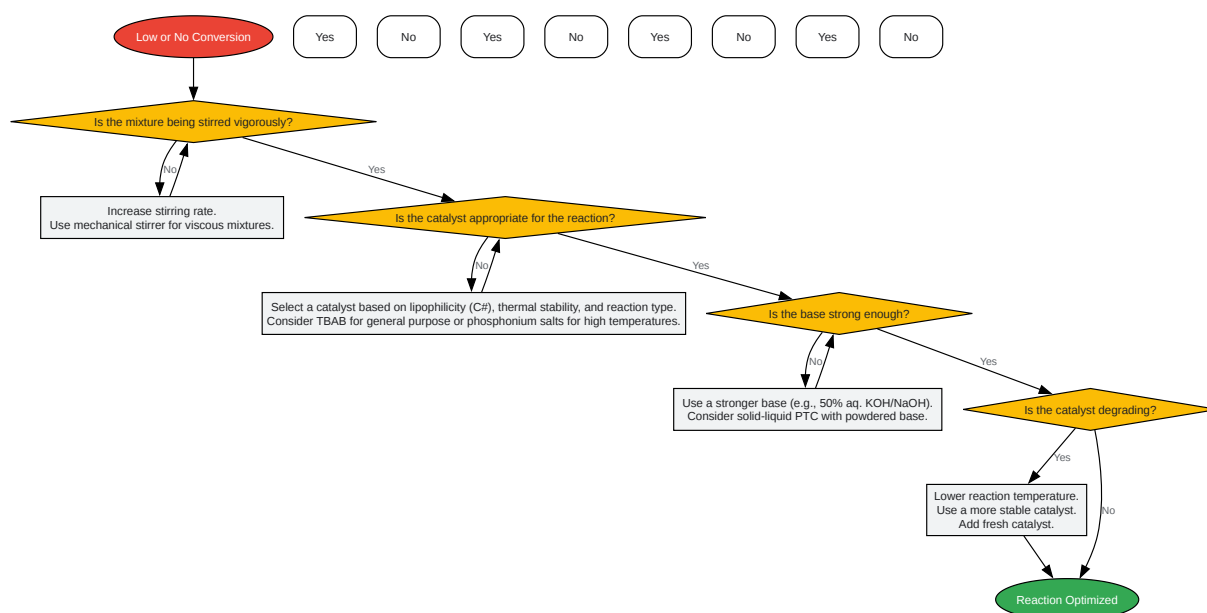 Low or No Conversion
Yes
No
Yes
No
Yes
No
Yes
No
Is the mixture being stirred vigorously?
No
Yes
Increase stirring rate.
Use mechanical stirrer for viscous mixtures.
Is the catalyst appropriate for the reaction?
No
Yes
Select a catalyst based on lipophilicity (C#), thermal stability, and reaction type.
Consider TBAB for general purpose or phosphonium salts for high temperatures.
Is the base strong enough?
No
Yes
Use a stronger base (e.g., 50% aq. KOH/NaOH).
Consider solid-liquid PTC with powdered base.
Is the catalyst degrading?
Yes
No
Lower reaction temperature.
Use a more stable catalyst.
Add fresh catalyst.
Reaction Optimized